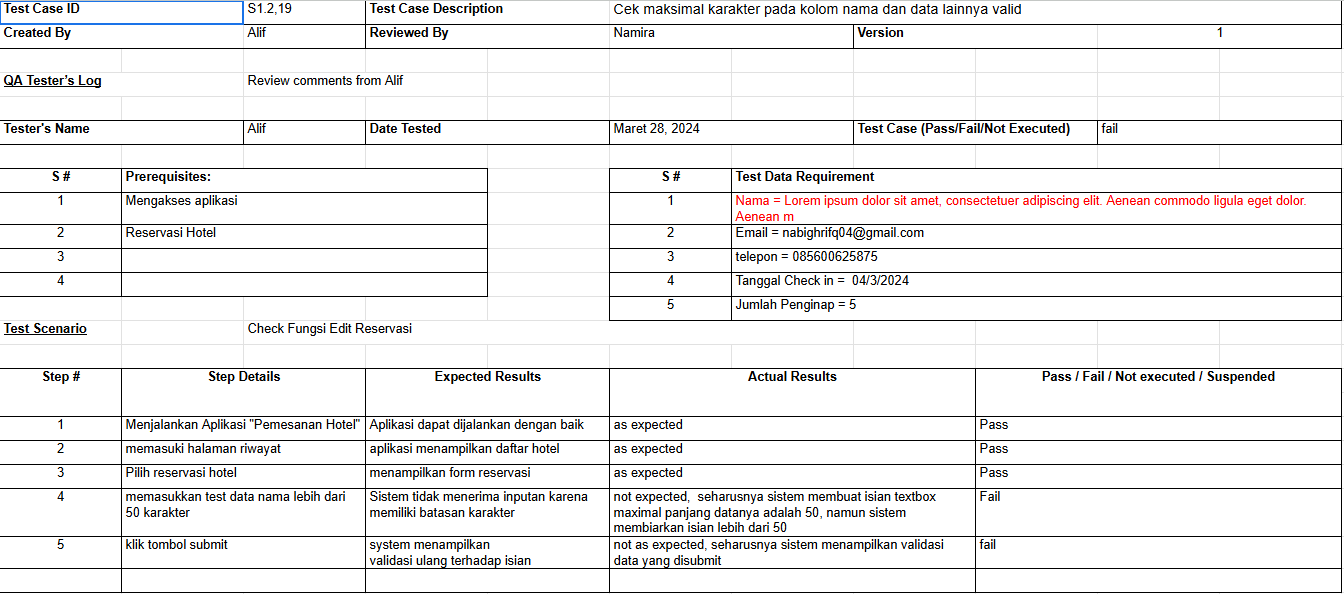 Test Case ID S1.2,19 Test Case Description Cek maksimal karakter pada kolom nama dan data lainnya valid
Created By Alif Reviewed By Namira Version 1
QA Tester's Log Review comments from Alif
Tester's Name Alif Date Tested Maret 28, 2024 Test Case (Pass/Fail/Not Executed) fail
S # Prerequisites: S # Test Data Requirement
1 Mengakses aplikasi 1 Nama = Lorem ipsum dolor sit amet, consectetuer adipiscing elit. Aenean commodo ligula eget dolor.
Aenean m
2 Reservasi Hotel 2 Email = nabighrifq04@gmail.com
3 3 telepon = 085600625875
4 4 Tanggal Check in = 04/3/2024
5 Jumlah Penginap = 5
Test Scenario Check Fungsi Edit Reservasi
Step # Step Details Expected Results Actual Results Pass / Fail / Not executed / Suspended
1 Menjalankan Aplikasi "Pemesanan Hotel" Aplikasi dapat dijalankan dengan baik as expected Pass
2 memasuki halaman riwayat aplikasi menampilkan daftar hotel as expected Pass
3 Pilih reservasi hotel menampilkan form reservasi as expected Pass
4 memasukkan test data nama lebih dari Sistem tidak menerima inputan karena not expected, seharusnya sistem membuat isian textbox Fail
50 karakter memiliki batasan karakter maximal panjang datanya adalah 50, namun sistem
membiarkan isian lebih dari 50
5 klik tombol submit system menampilkan not as expected, seharusnya sistem menampilkan validasi fail
validasi ulang terhadap isian data yang disubmit